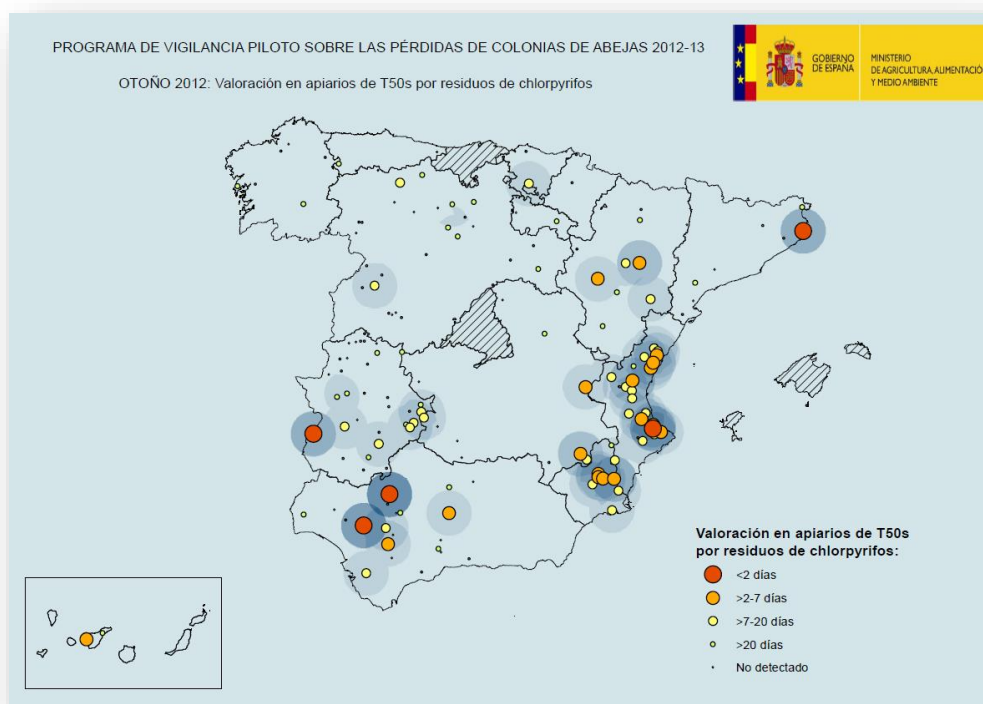 PROGRAMA DE VIGILANCIA PILOTO SOBRE LAS PÉRDIDAS DE COLONIAS DE ABEJAS 2012-13
OTOÑO 2012: Valoración en apiarios de T50s por residuos de chlorpyrifos
GOBIERNO
DE ESPAÑA
MINISTERIO
DE AGRICULTURA, ALIMENTACIÓ
Y MEDIO AMBIENTE
Valoración en apiarios de T50s
por residuos de chlorpyrifos:
<2 días
>2-7 días
>7-20 días
>20 días
No detectado